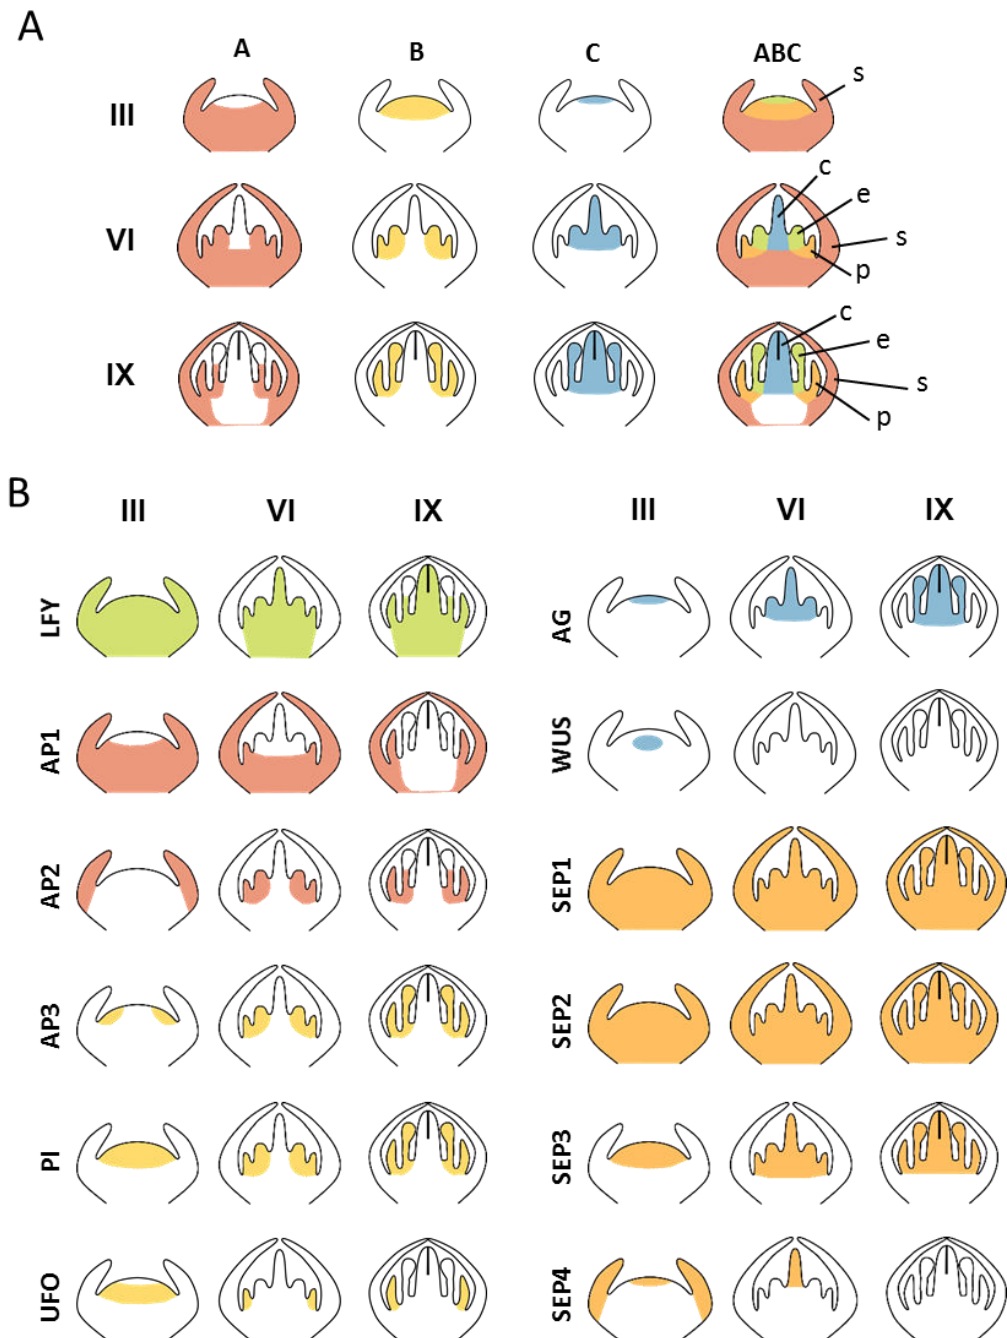 A
A B C ABC
III s
VI c e s p
IX c e s p
B
III VI IX III VI IX
LFY AG
AP1 WUS
AP2 SEP1
AP3 SEP2
PI SEP3
UFO SEP4